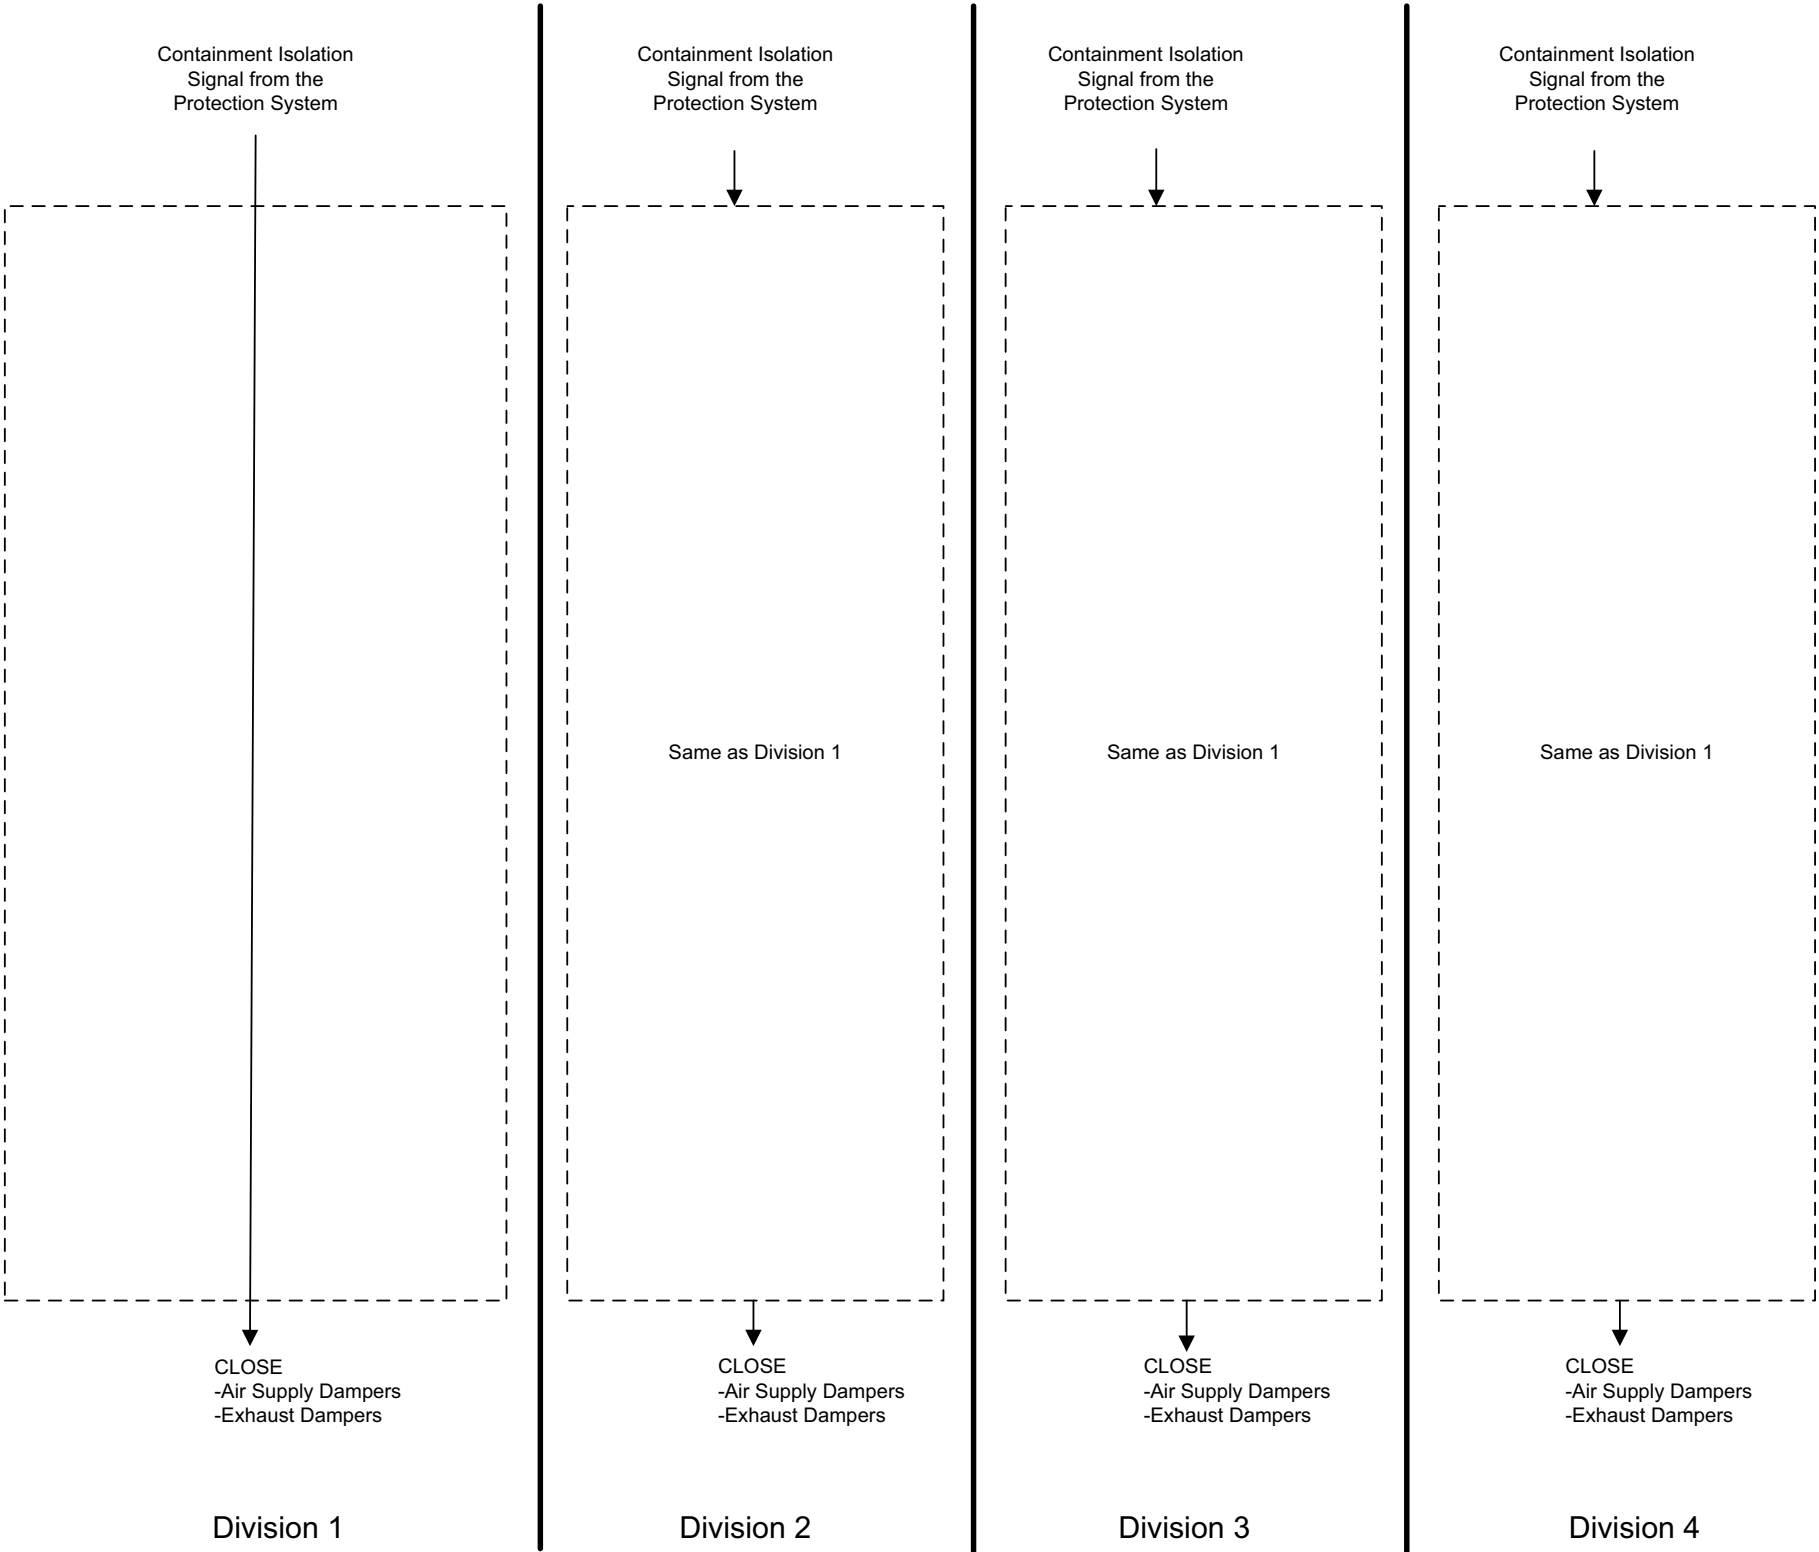 Containment Isolation
Signal from the
Protection System
Containment Isolation
Signal from the
Protection System
Containment Isolation
Signal from the
Protection System
Containment Isolation
Signal from the
Protection System
Same as Division 1
Same as Division 1
Same as Division 1
CLOSE
-Air Supply Dampers
-Exhaust Dampers
CLOSE
-Air Supply Dampers
-Exhaust Dampers
CLOSE
-Air Supply Dampers
-Exhaust Dampers
CLOSE
-Air Supply Dampers
-Exhaust Dampers
Division 1
Division 2
Division 3
Division 4